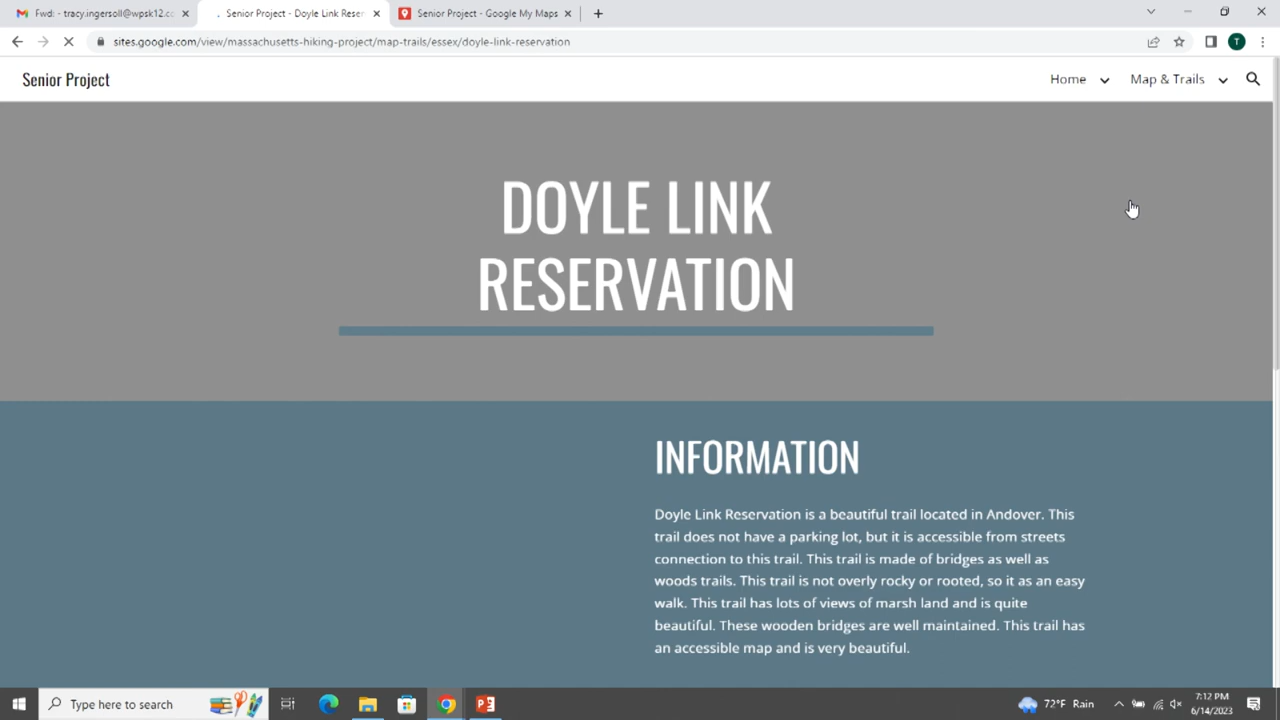 Fwd: - tracy.ingersoll@wpsk12.c
Senior Project - Doyle Link Reser
Senior Project - Google My Maps
sites.google.com/view/massachusetts-hiking-project/map-trails/essex/doyle-link-reservation
T
Senior Project
Home
Map & Trails
DOYLE LINK
RESERVATION
INFORMATION
Doyle Link Reservation is a beautiful trail located in Andover. This
trail does not have a parking lot, but it is accessible from streets
connection to this trail. This trail is made of bridges as well as
woods trails. This trail is not overly rocky or rooted, so it as an easy
walk. This trail has lots of views of marsh land and is quite
beautiful. These wooden bridges are well maintained. This trail has
an accessible map and is very beautiful.
Type here to search
72°F Rain
7:12 PM
6/14/2023